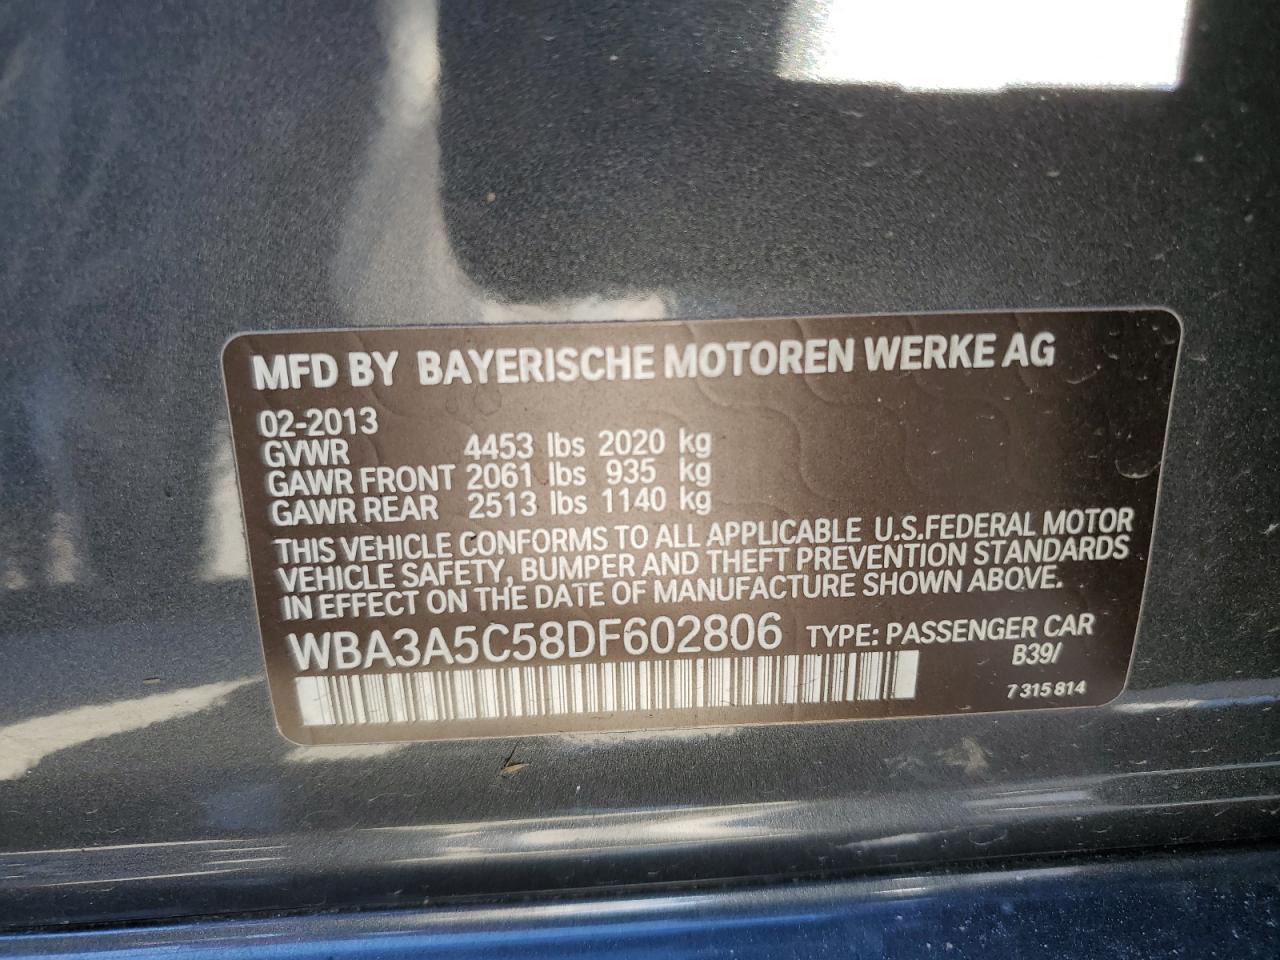 MFD BY BAYERISCHE MOTOREN WERKE AG
02-2013
GVWR 4453 lbs 2020 kg
GAWR FRONT 2061 lbs 935 kg
GAWR REAR 2513 lbs 1140 kg
THIS VEHICLE CONFORMS TO ALL APPLICABLE U.S.FEDERAL MOTOR
VEHICLE SAFETY, BUMPER AND THEFT PREVENTION STANDARDS
IN EFFECT ON THE DATE OF MANUFACTURE SHOWN ABOVE.
WBA3A5C58DF602806 TYPE: PASSENGER CAR
B39/
7 315 814